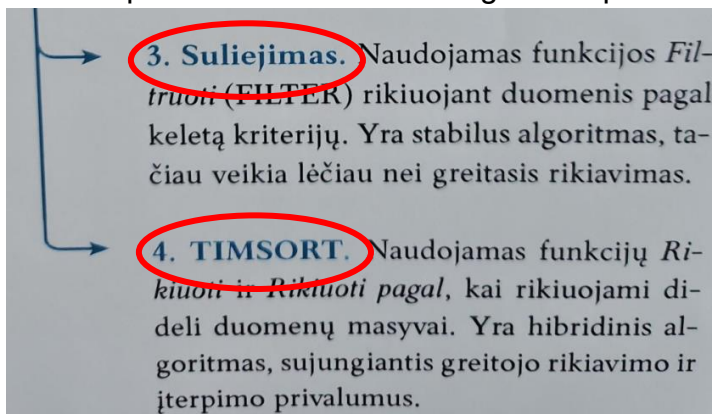 3. Suliejimas. Naudojamas funkcijos Fil-
truoti (FILTER) rikiuojant duomenis pagal
keletą kriterijų. Yra stabilus algoritmas, ta-
čiau veikia lėčiau nei greitasis rikiavimas.
4. TIMSORT. Naudojamas funkcijų Ri-
kiuoti ir Rikiuoti pagal, kai rikiuojami di-
deli duomenų masyvai. Yra hibridinis al-
goritmas, sujungiantis greitojo rikiavimo ir
įterpimo privalumus.